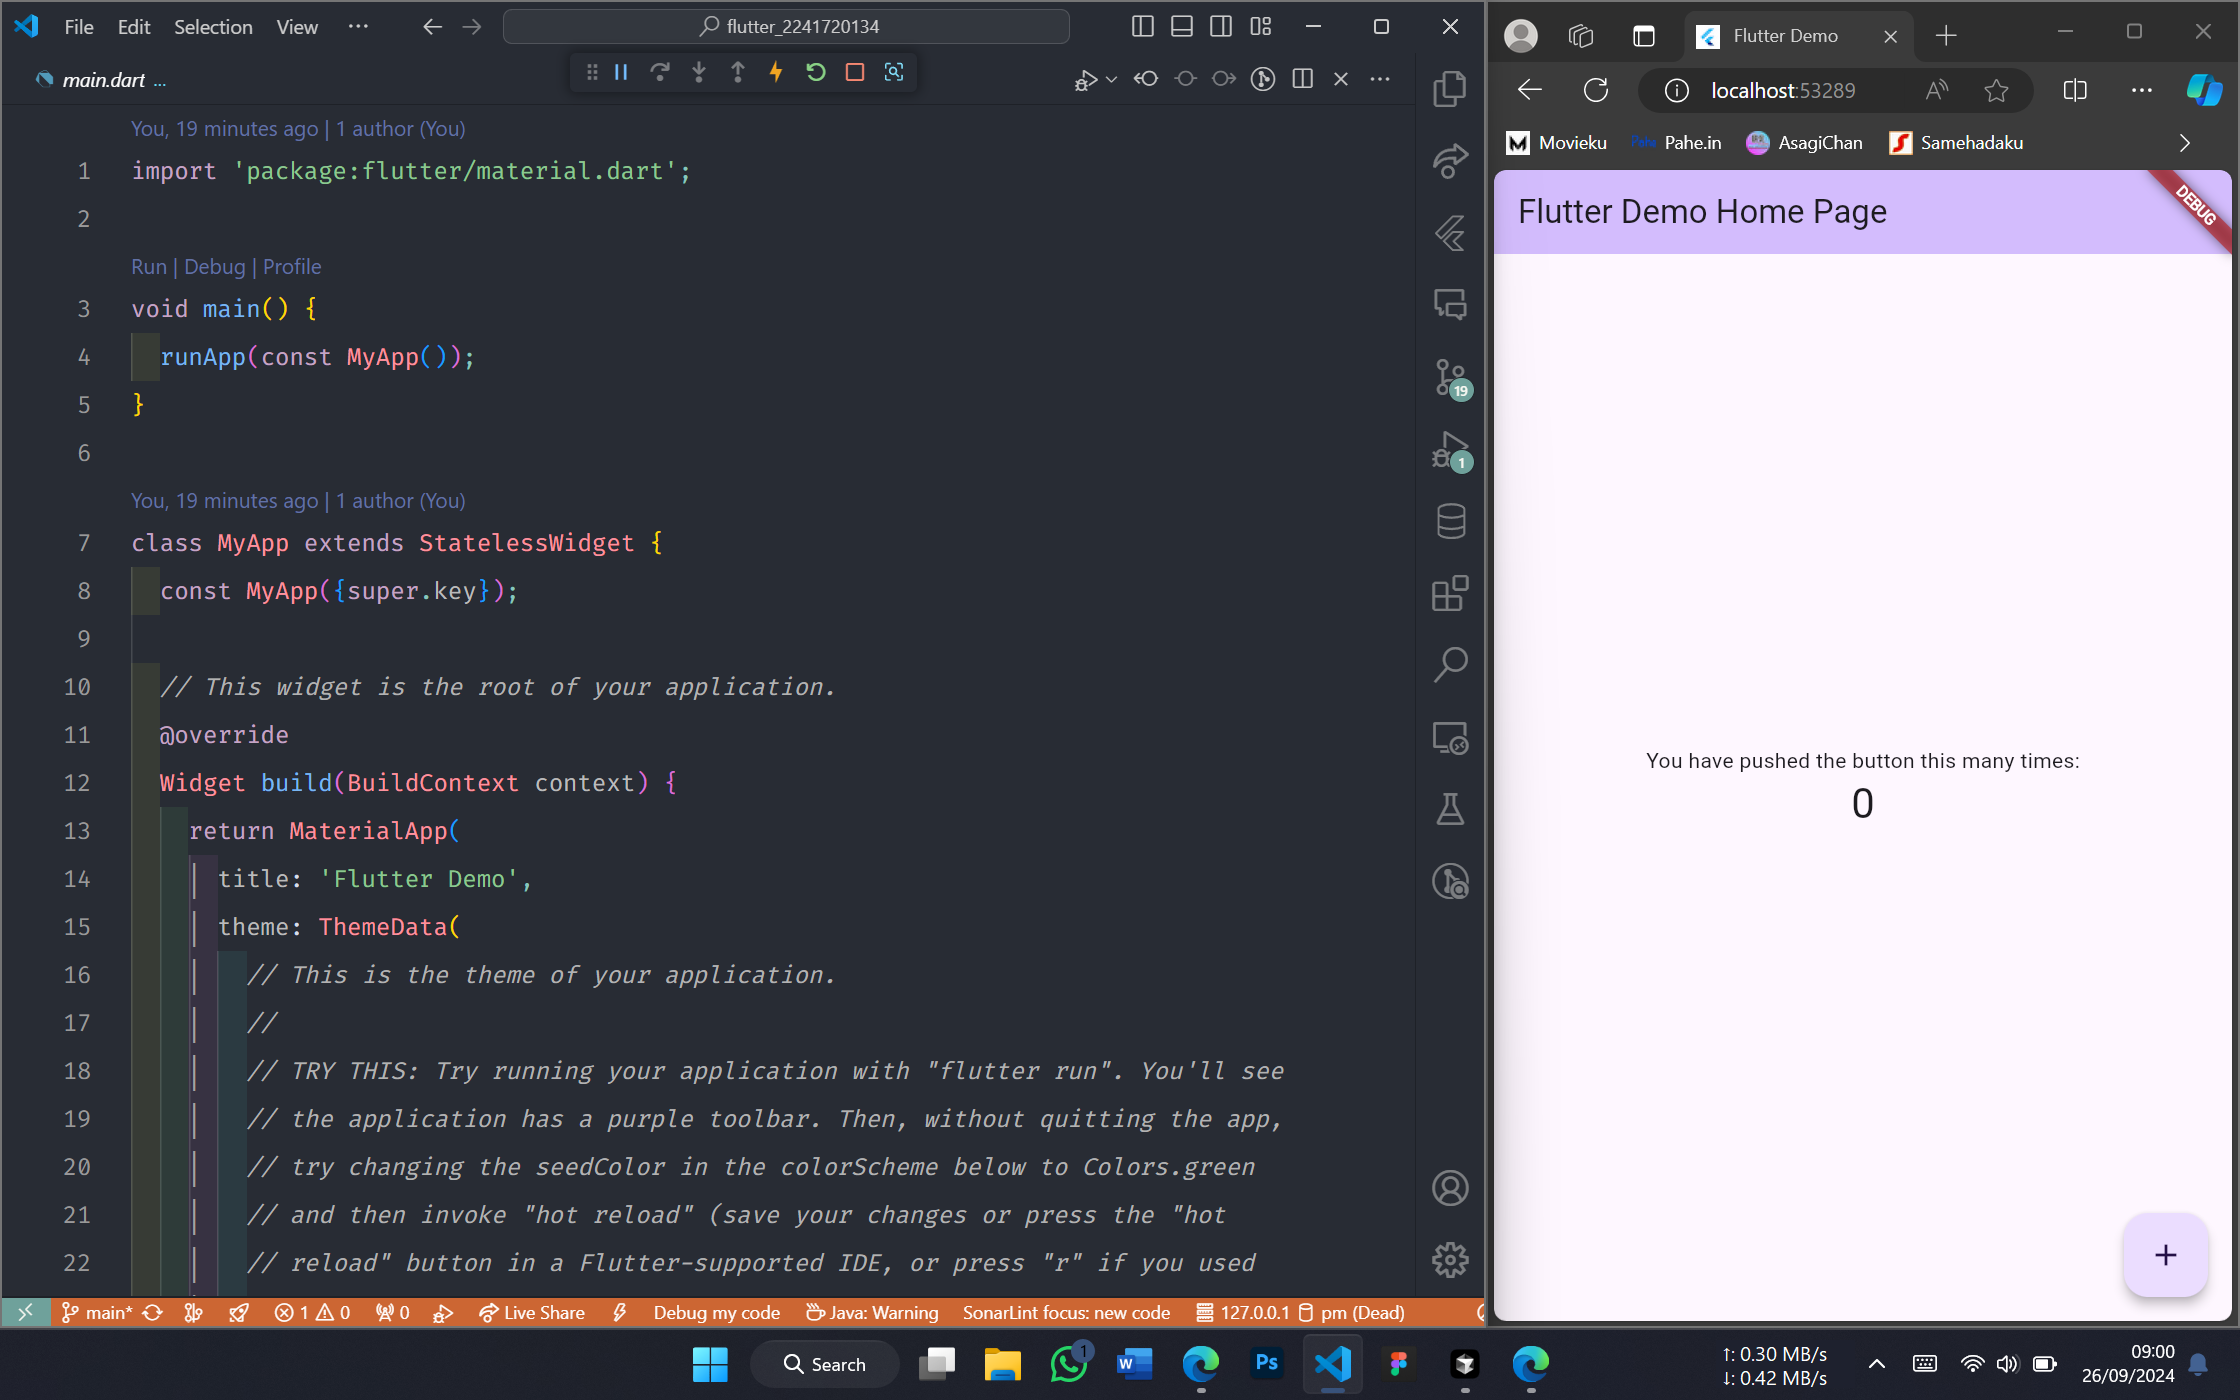 File Edit Selection View ··· flutter_2241720134
main.dart ...
You, 19 minutes ago | 1 author (You)
1 import 'package:flutter/material.dart';
2
Run | Debug | Profile
3 void main() {
4 runApp(const MyApp());
5 }
6
You, 19 minutes ago | 1 author (You)
7 class MyApp extends StatelessWidget {
8 const MyApp({super.key});
9
10 // This widget is the root of your application.
11 @override
12 Widget build(BuildContext context) {
13 return MaterialApp(
14 title: 'Flutter Demo',
15 theme: ThemeData(
16 // This is the theme of your application.
17 //
18 // TRY THIS: Try running your application with "flutter run". You'll see
19 // the application has a purple toolbar. Then, without quitting the app,
20 // try changing the seedColor in the colorScheme below to Colors.green
21 // and then invoke "hot reload" (save your changes or press the "hot
22 // reload" button in a Flutter-supported IDE, or press "r" if you used
19
1
main* 1 0 0 Live Share Debug my code Java: Warning SonarLint focus: new code 127.0.0.1 pm (Dead)
Flutter Demo
localhost:53289
Movieku Pahe Pahe.in AsagiChan Samehadaku
Flutter Demo Home Page
DEBUG
You have pushed the button this many times:
0
+
Search 1 W Ps
↑: 0.30 MB/s
↓: 0.42 MB/s
09:00
26/09/2024